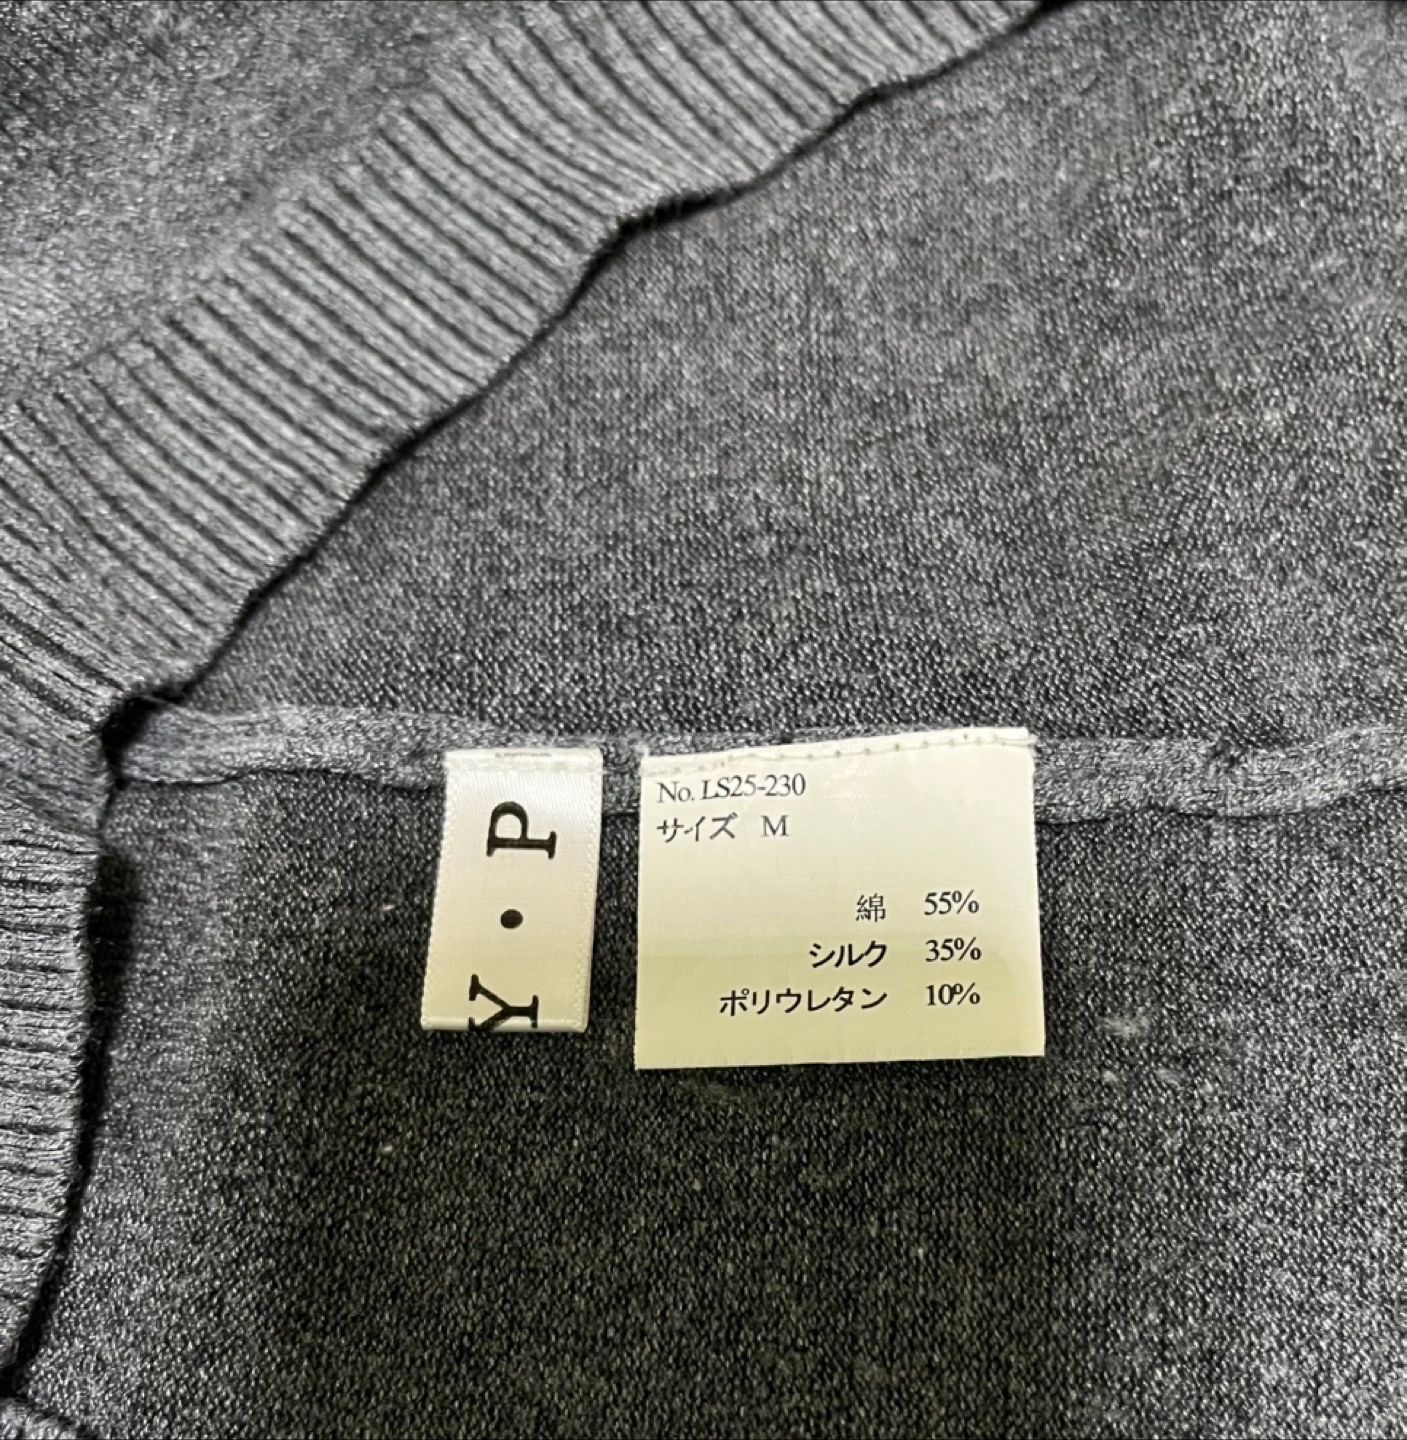 Y・P
No. LS25-230
サイズ M
綿 55%
シルク 35%
ポリウレタン 10%